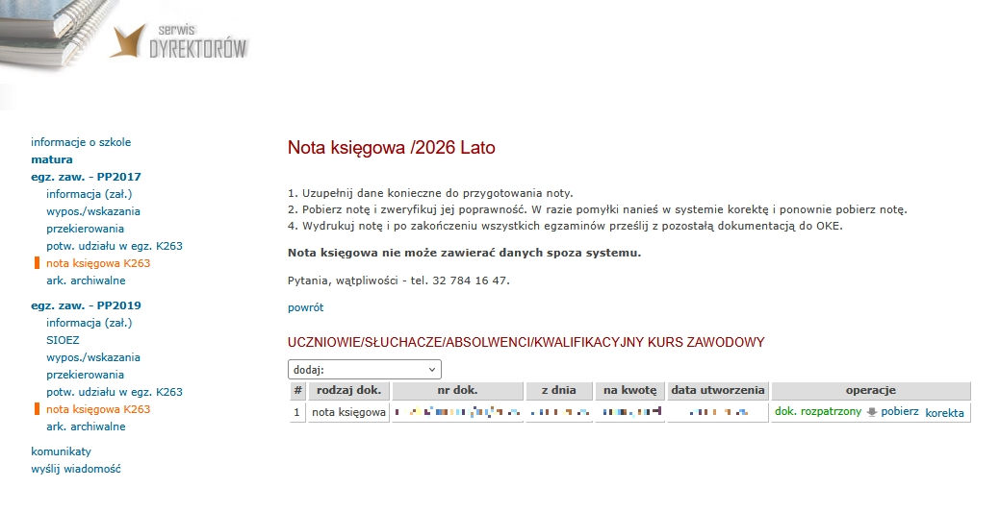 serwis
DYREKTORÓW
informacje o szkole
matura
egz. zaw. - PP2017
informacja (zał.)
wypos./wskazania
przekierowania
potw. udziału w egz. K263
nota księgowa K263
ark. archiwalne
egz. zaw. - PP2019
informacja (zał.)
SIOEZ
wypos./wskazania
przekierowania
potw. udziału w egz. K263
nota księgowa K263
ark. archiwalne
komunikaty
wyślij wiadomość
Nota księgowa /2026 Lato
1. Uzupełnij dane konieczne do przygotowania noty.
2. Pobierz notę i zweryfikuj jej poprawność. W razie pomyłki nanieś w systemie korektę i ponownie pobierz notę.
4. Wydrukuj notę i po zakończeniu wszystkich egzaminów prześlij z pozostałą dokumentacją do OKE.
Nota księgowa nie może zawierać danych spoza systemu.
Pytania, wątpliwości - tel. 32 784 16 47.
powrót
UCZNIOWIE/SŁUCHACZE/ABSOLWENCI/KWALIFIKACYJNY KURS ZAWODOWY
dodaj:
# rodzaj dok. nr dok. z dnia na kwotę data utworzenia operacje
1 nota księgowa dok. rozpatrzony pobierz korekta